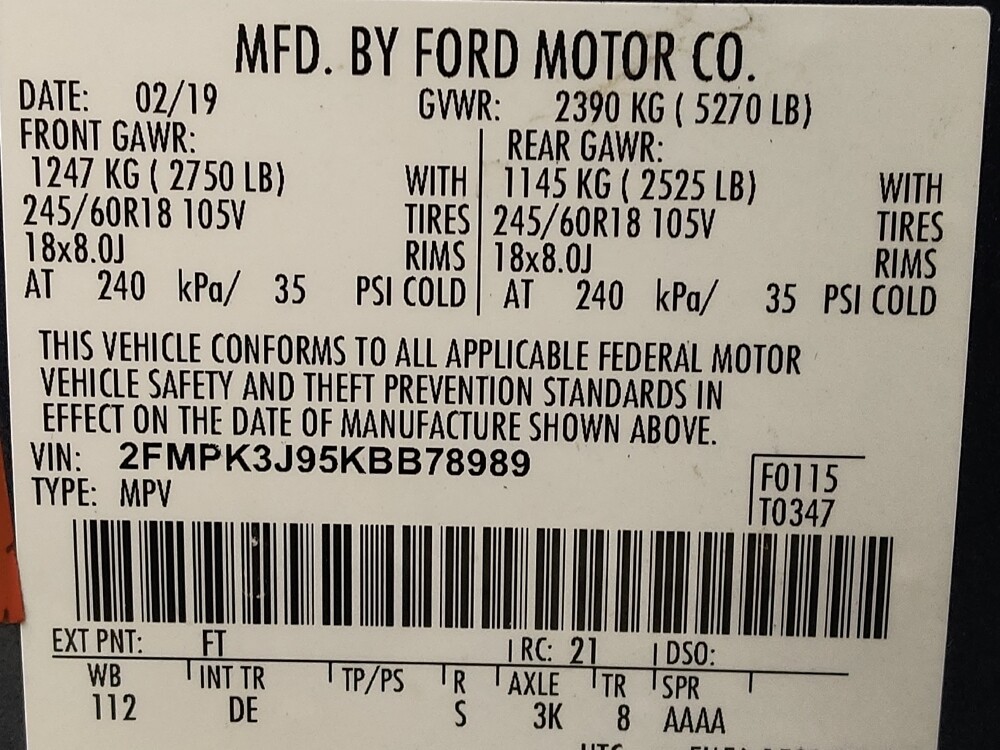 MFD. BY FORD MOTOR CO.
DATE: 02/19 GVWR: 2390 KG ( 5270 LB)
FRONT GAWR: REAR GAWR:
1247 KG ( 2750 LB) WITH 1145 KG ( 2525 LB) WITH
245/60R18 105V TIRES 245/60R18 105V TIRES
18x8.0J RIMS 18x8.0J RIMS
AT 240 kPa/ 35 PSI COLD AT 240 kPa/ 35 PSI COLD
THIS VEHICLE CONFORMS TO ALL APPLICABLE FEDERAL MOTOR
VEHICLE SAFETY AND THEFT PREVENTION STANDARDS IN
EFFECT ON THE DATE OF MANUFACTURE SHOWN ABOVE.
VIN: 2FMPK3J95KBB78989
TYPE: MPV
F0115
T0347
EXT PNT: FT RC: 21 DSO:
WB INT TR TP/PS R AXLE TR SPR
112 DE S 3K 8 AAAA